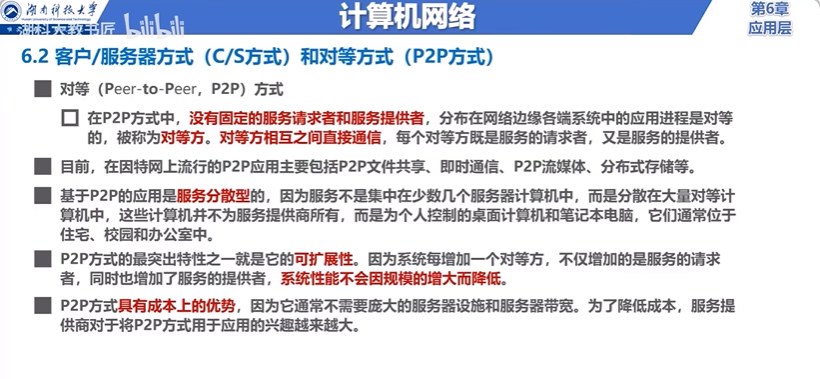 湖南科技大学
计算机网络
第6章
应用层
湖科大教书匠
bilibili
6.2 客户/服务器方式（C/S方式）和对等方式（P2P方式）
对等（Peer-to-Peer，P2P）方式
在P2P方式中，没有固定的服务请求者和服务提供者，分布在网络边缘各端系统中的应用进程是对等
的，被称为对等方。对等方相互之间直接通信，每个对等方既是服务的请求者，又是服务的提供者。
目前，在因特网上流行的P2P应用主要包括P2P文件共享、即时通信、P2P流媒体、分布式存储等。
基于P2P的应用是服务分散型的，因为服务不是集中在少数几个服务器计算机中，而是分散在大量对等计
算机中，这些计算机并不为服务提供商所有，而是为个人控制的桌面计算机和笔记本电脑，它们通常位于
住宅、校园和办公室中。
P2P方式的最突出特性之一就是它的可扩展性。因为系统每增加一个对等方，不仅增加的是服务的请求
者，同时也增加了服务的提供者，系统性能不会因规模的增大而降低。
P2P方式具有成本上的优势，因为它通常不需要庞大的服务器设施和服务器带宽。为了降低成本，服务提
供商对于将P2P方式用于应用的兴趣越来越大。